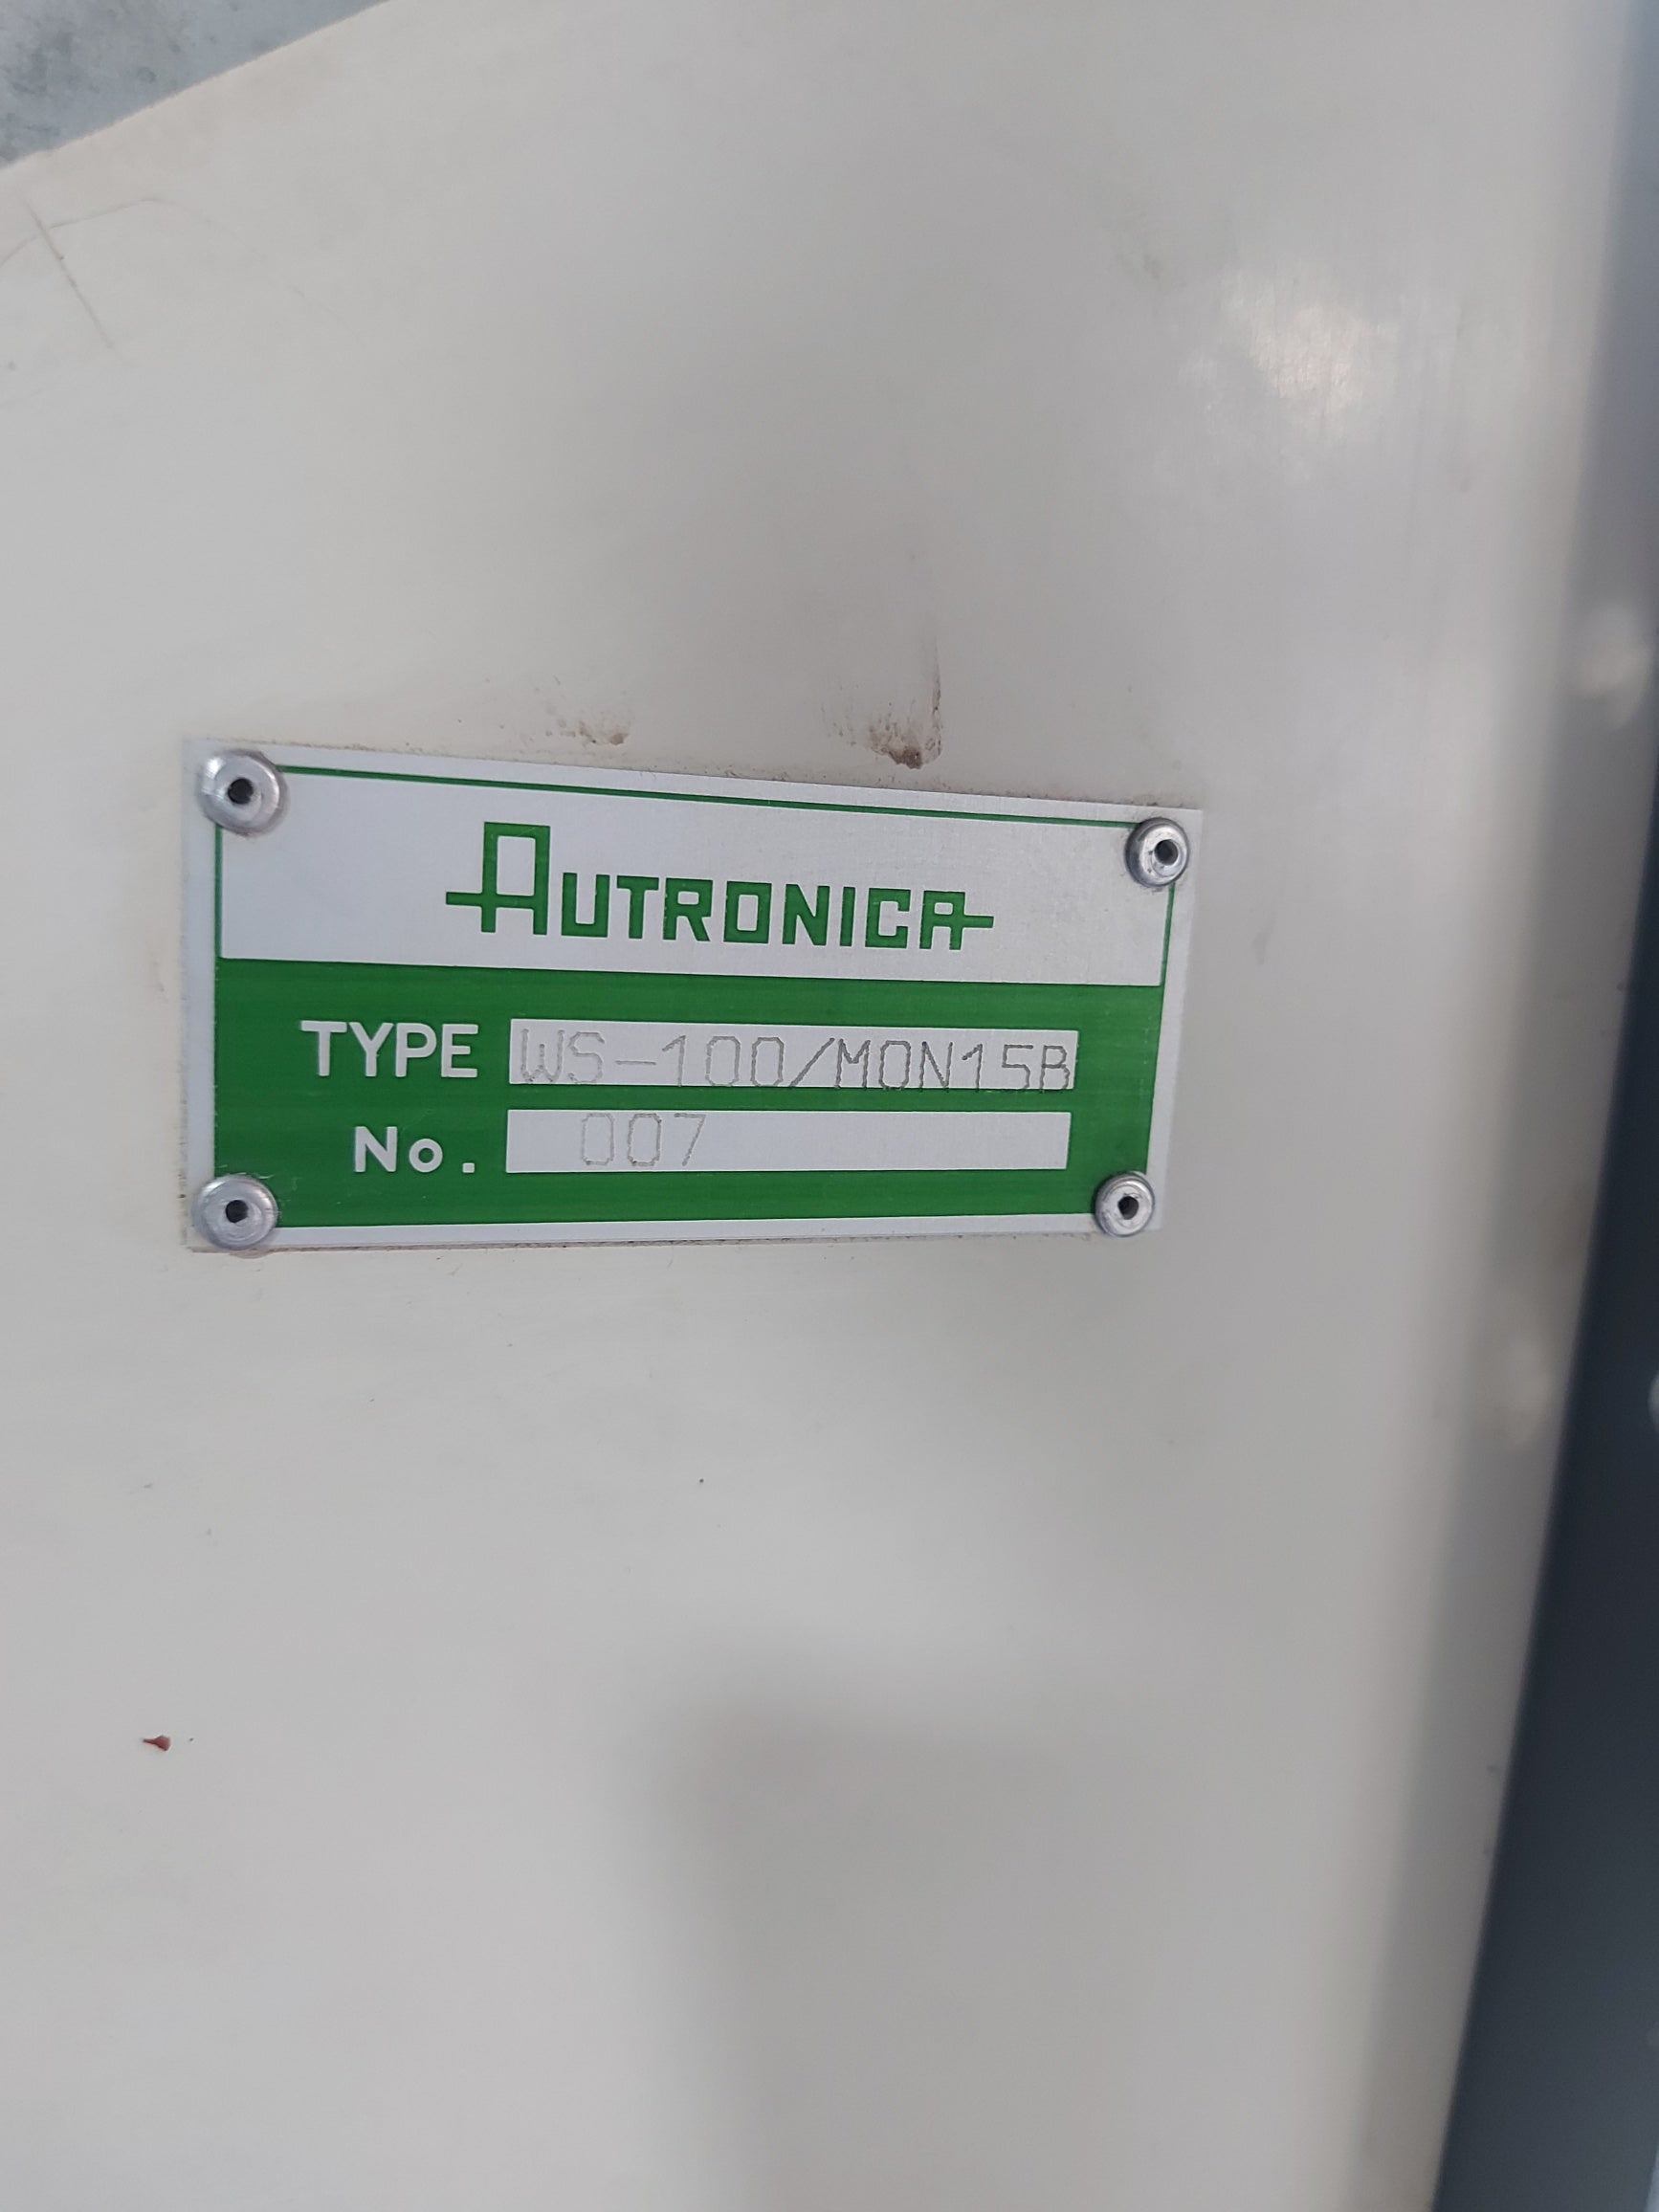 AUTRONICA
TYPE WS-100/MON15B
No. 007